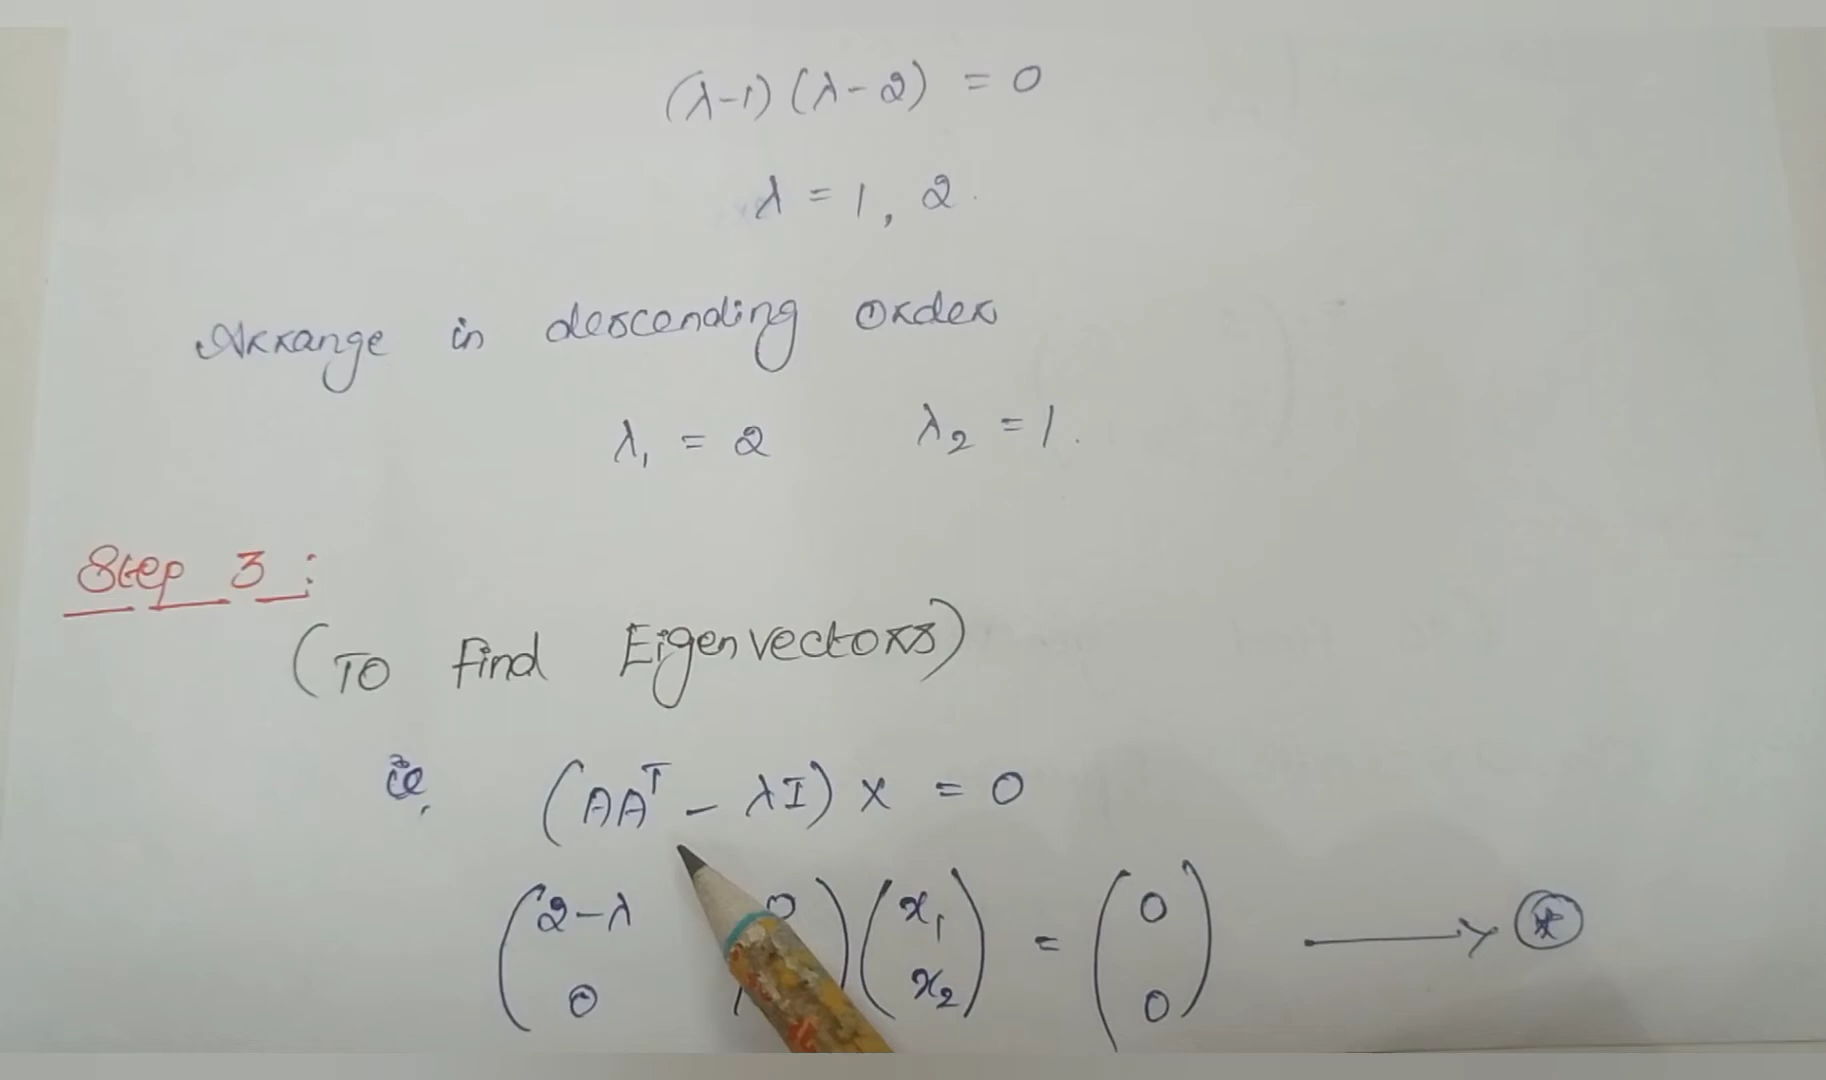 (λ-1) (λ-2) = 0
λ = 1, 2.
Arrange in descending order
λ₁ = 2 λ₂ = 1.
Step 3 :
(To find Eigenvectors)
ie, (AAᵀ - λI) X = 0
(2-λ 0) (x₁) = (0) → (*)
(0 ) (x₂) (0)